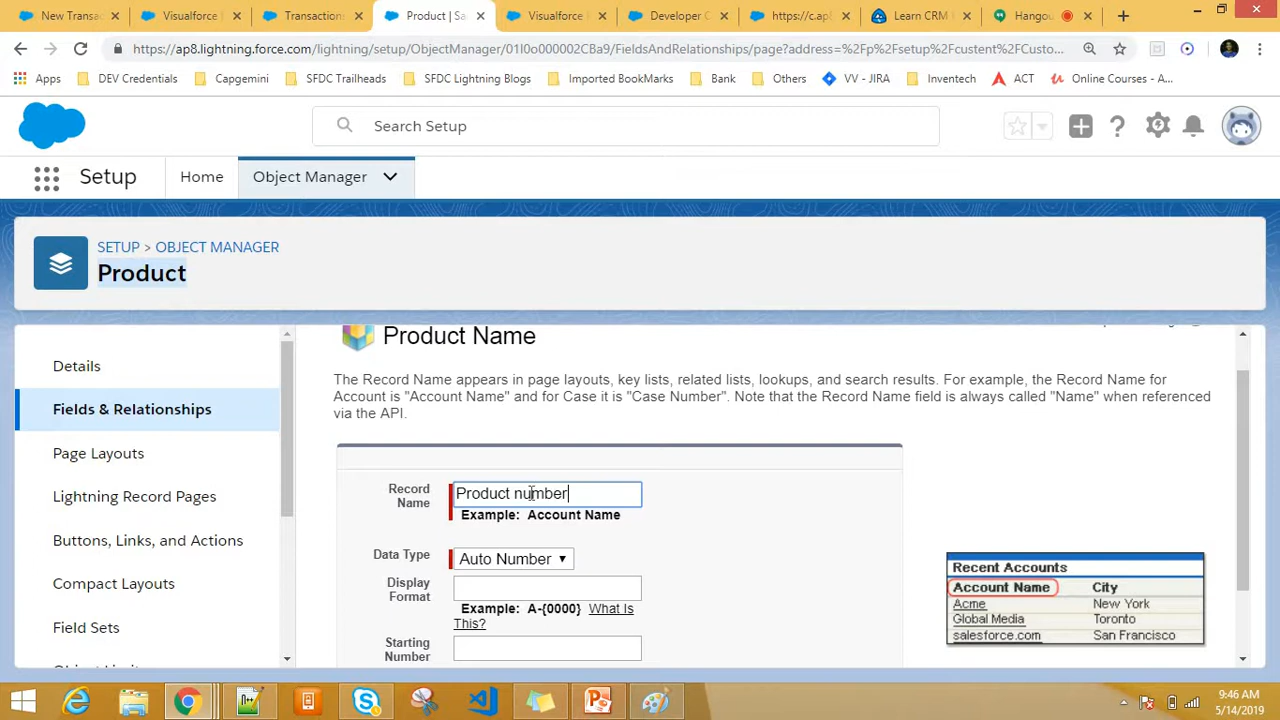 New Transac
Visualforce
Transaction
Product | Sa
Visualforce
Developer C
https://c.ap8
Learn CRM
Hangou
https://ap8.lightning.force.com/lightning/setup/ObjectManager/01I0o000002CBa9/FieldsAndRelationships/page?address=%2Fp%2Fsetup%2Fcustent%2FCusto...
Apps
DEV Credentials
Capgemini
SFDC Trailheads
SFDC Lightning Blogs
Imported BookMarks
Bank
Others
VV - JIRA
Inventech
ACT
Online Courses - A...
Search Setup
Setup
Home
Object Manager
SETUP > OBJECT MANAGER
Product
Details
Fields & Relationships
Page Layouts
Lightning Record Pages
Buttons, Links, and Actions
Compact Layouts
Field Sets
Product Name
The Record Name appears in page layouts, key lists, related lists, lookups, and search results. For example, the Record Name for
Account is "Account Name" and for Case it is "Case Number". Note that the Record Name field is always called "Name" when referenced
via the API.
Record
Name
Product number
Example: Account Name
Data Type
Auto Number
Display
Format
Example: A-{0000} What Is
This?
Starting
Number
Recent Accounts
Account Name City
Acme New York
Global Media Toronto
salesforce.com San Francisco
9:46 AM
5/14/2019